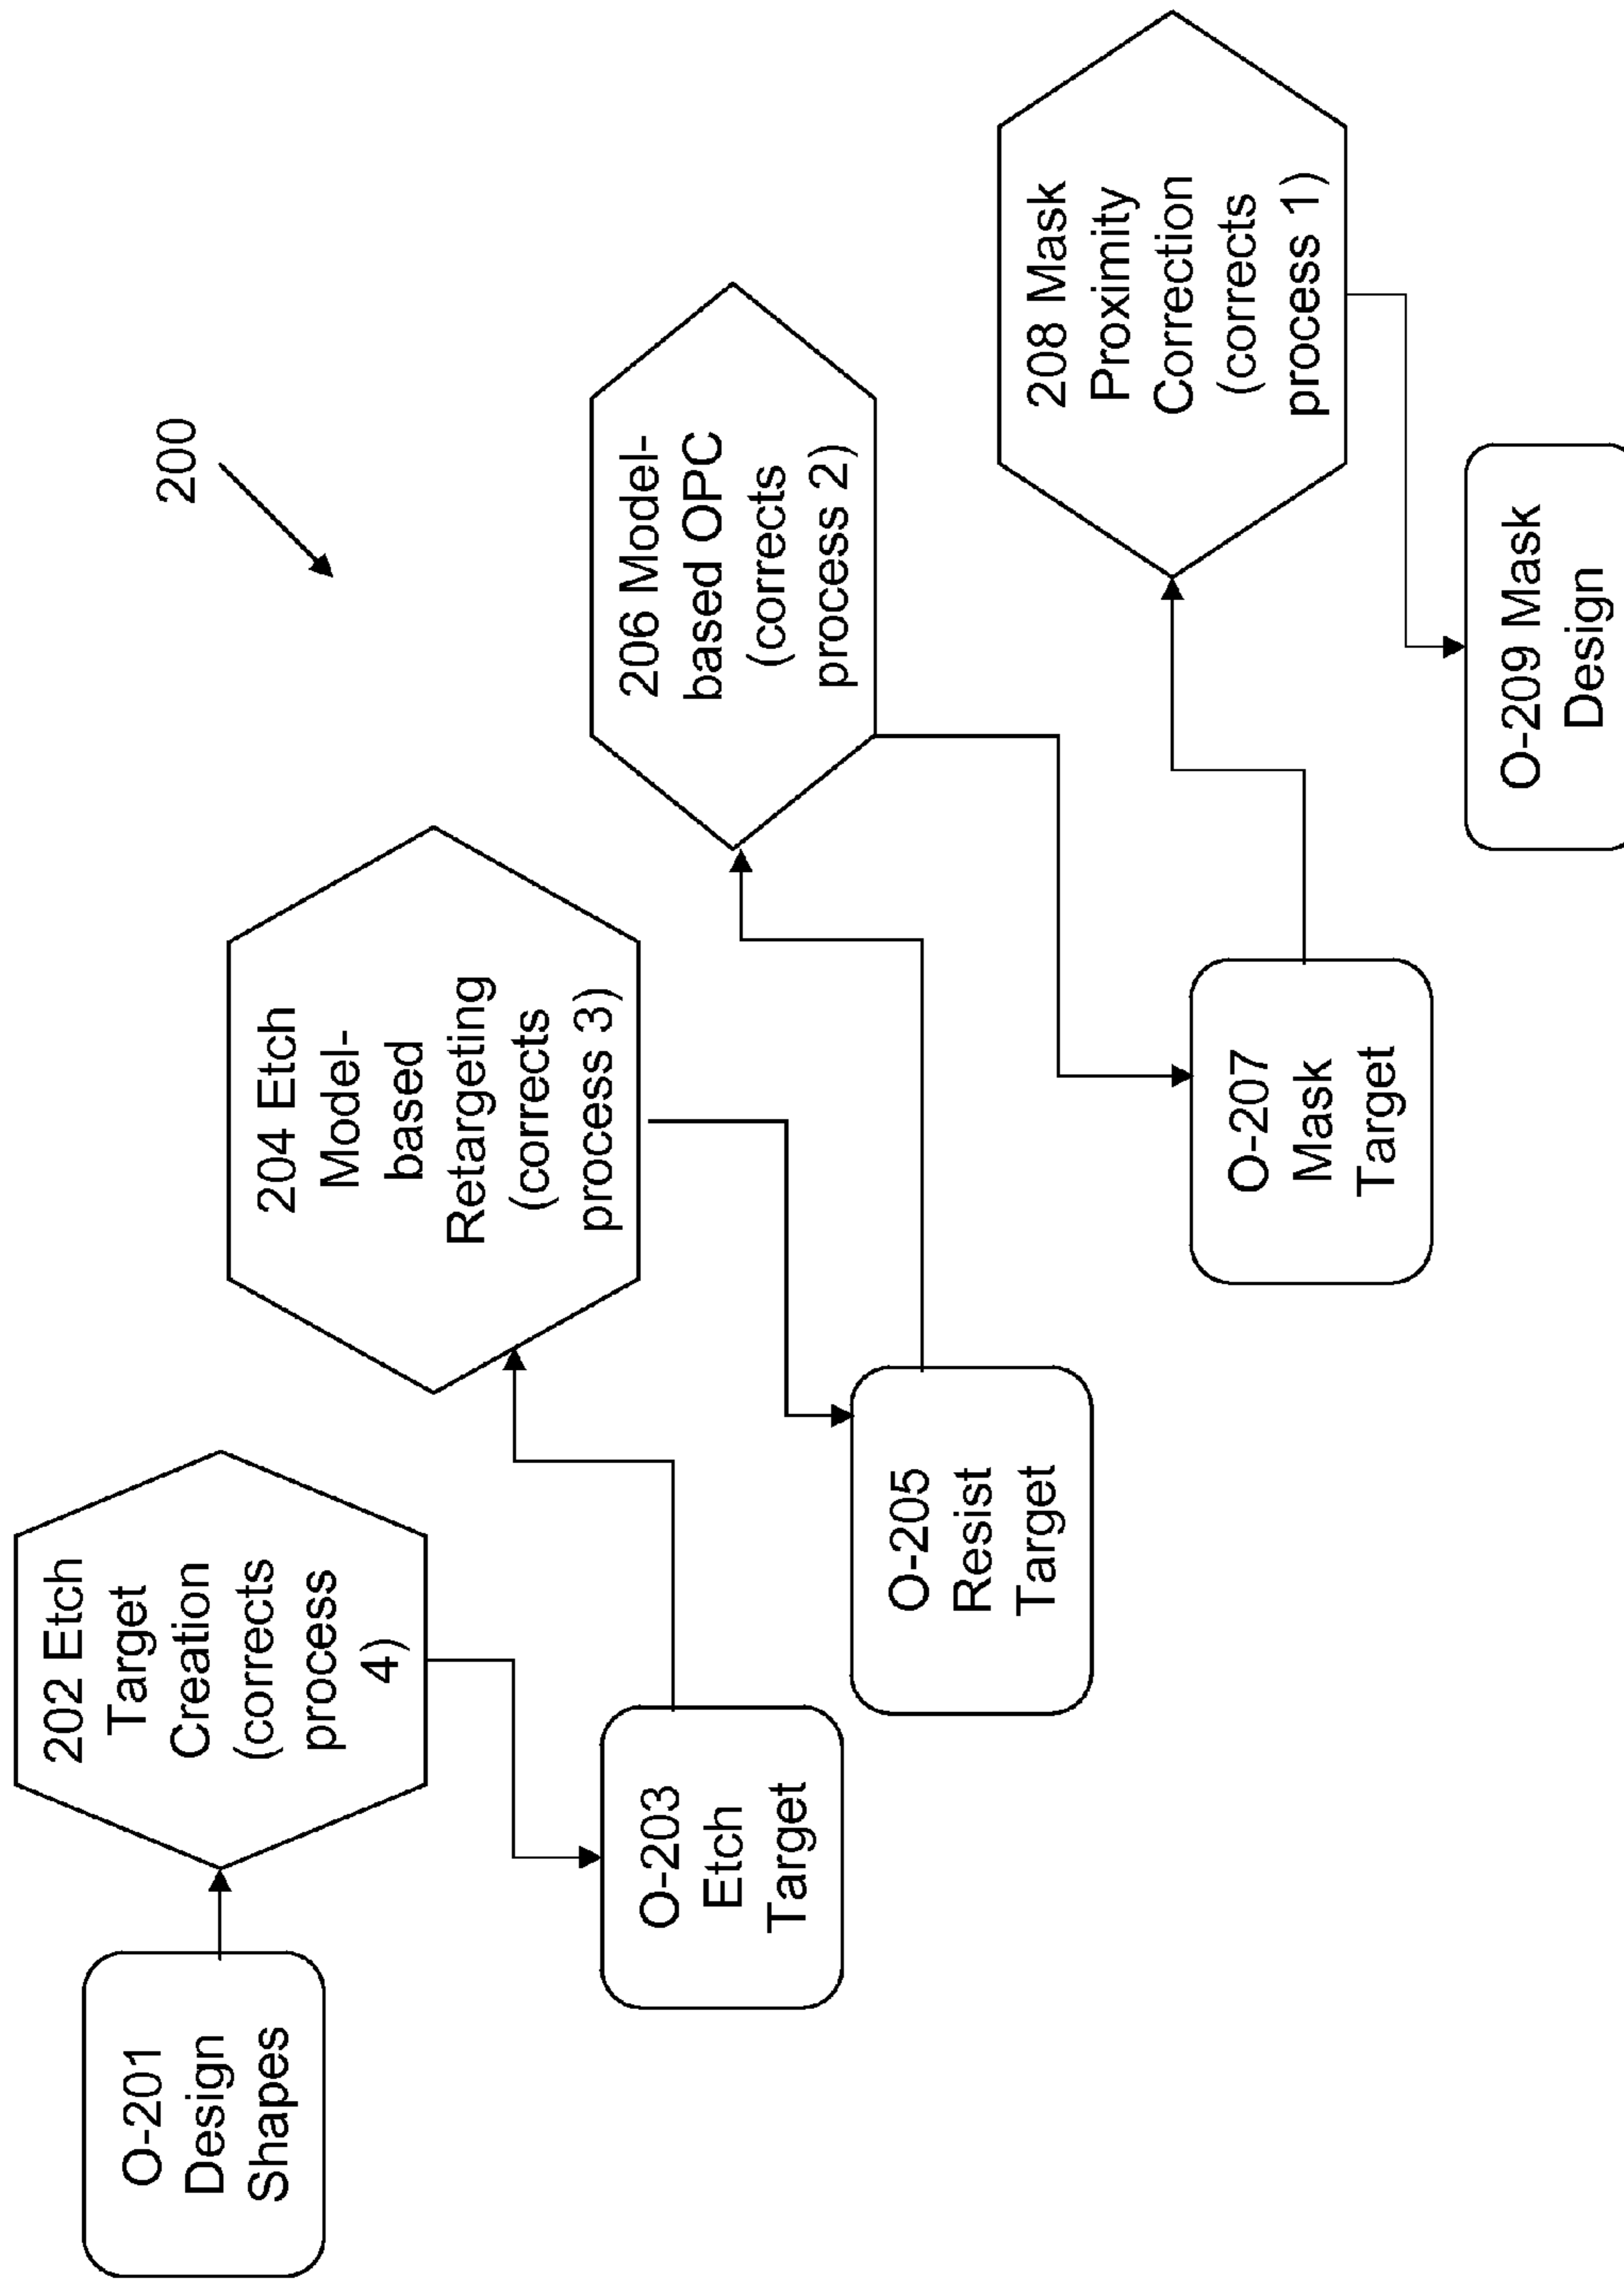 200
O-201
Design
Shapes
202 Etch
Target
Creation
(corrects
process
4)
O-203
Etch
Target
204 Etch
Model-
based
Retargeting
(corrects
process 3)
O-205
Resist
Target
206 Model-
based OPC
(corrects
process 2)
O-207
Mask
Target
208 Mask
Proximity
Correction
(corrects
process 1)
O-209 Mask
Design